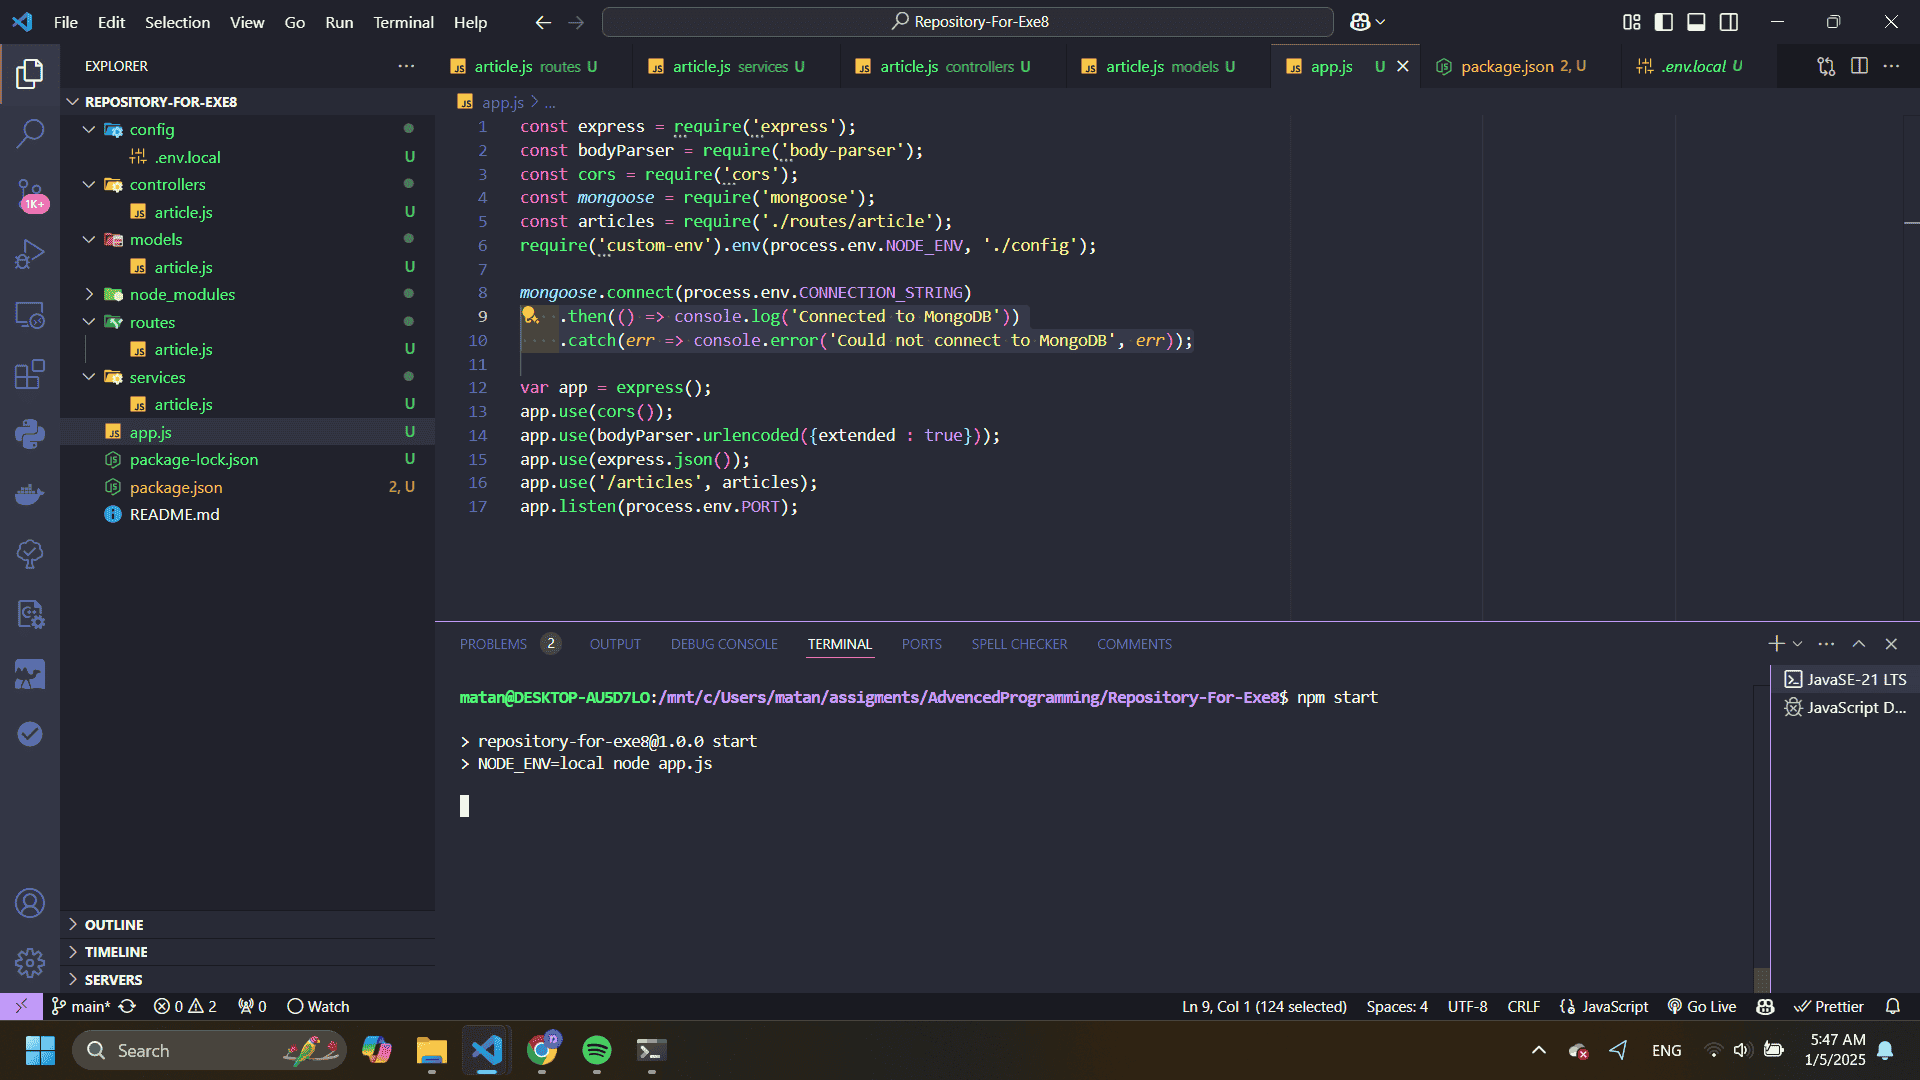 File Edit Selection View Go Run Terminal Help
Repository-For-Exe8
EXPLORER
REPOSITORY-FOR-EXE8
config
.env.local U
controllers
article.js U
models
article.js U
node_modules
routes
article.js U
services
article.js U
app.js U
package-lock.json U
package.json 2, U
README.md
OUTLINE
TIMELINE
SERVERS
1K+
article.js routes U article.js services U article.js controllers U article.js models U app.js U package.json 2, U .env.local U
app.js > ...
1 const express = require('express');
2 const bodyParser = require('body-parser');
3 const cors = require('cors');
4 const mongoose = require('mongoose');
5 const articles = require('./routes/article');
6 require('custom-env').env(process.env.NODE_ENV, './config');
7
8 mongoose.connect(process.env.CONNECTION_STRING)
9 .then(() => console.log('Connected to MongoDB'))
10 .catch(err => console.error('Could not connect to MongoDB', err));
11
12 var app = express();
13 app.use(cors());
14 app.use(bodyParser.urlencoded({extended : true}));
15 app.use(express.json());
16 app.use('/articles', articles);
17 app.listen(process.env.PORT);
PROBLEMS 2 OUTPUT DEBUG CONSOLE TERMINAL PORTS SPELL CHECKER COMMENTS
matan@DESKTOP-AU5D7LO:/mnt/c/Users/matan/assigments/AdvencedProgramming/Repository-For-Exe8$ npm start
> repository-for-exe8@1.0.0 start
> NODE_ENV=local node app.js
JavaSE-21 LTS
JavaScript D...
main* 0 2 0 Watch Ln 9, Col 1 (124 selected) Spaces: 4 UTF-8 CRLF JavaScript Go Live Prettier
Search ENG 5:47 AM
1/5/2025